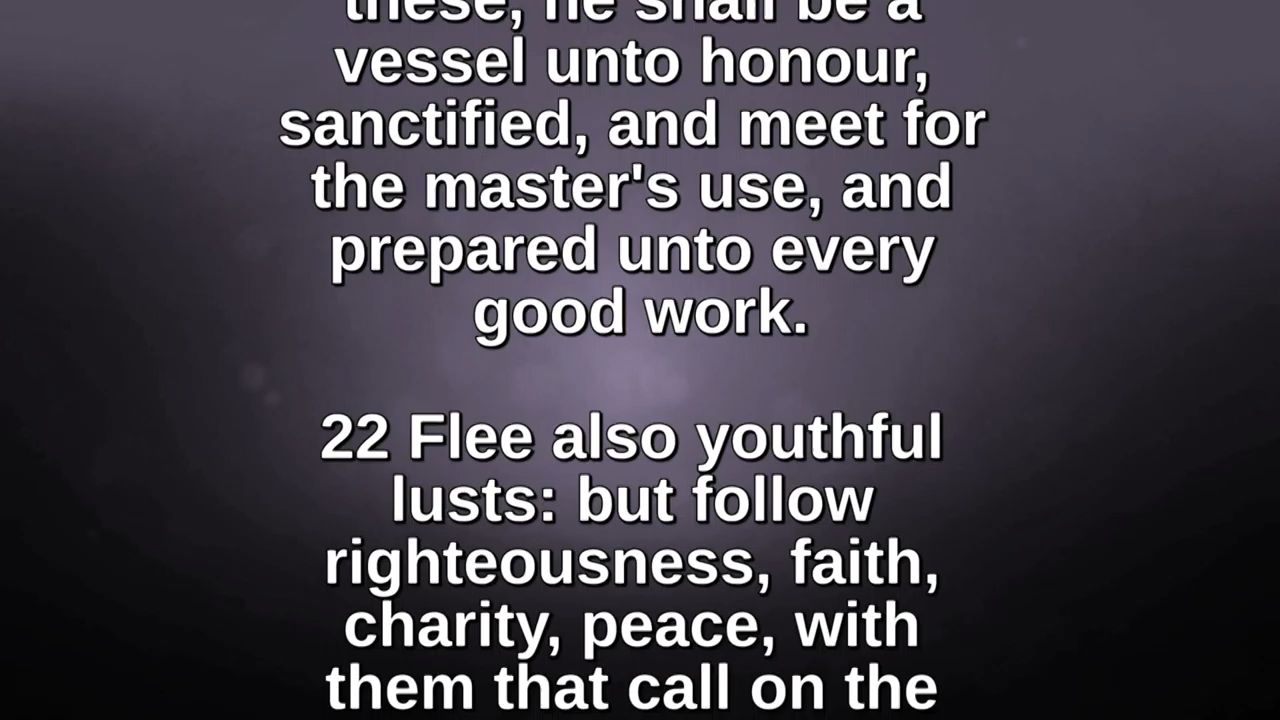 these, he shall be a
vessel unto honour,
sanctified, and meet for
the master's use, and
prepared unto every
good work.
22 Flee also youthful
lusts: but follow
righteousness, faith,
charity, peace, with
them that call on the